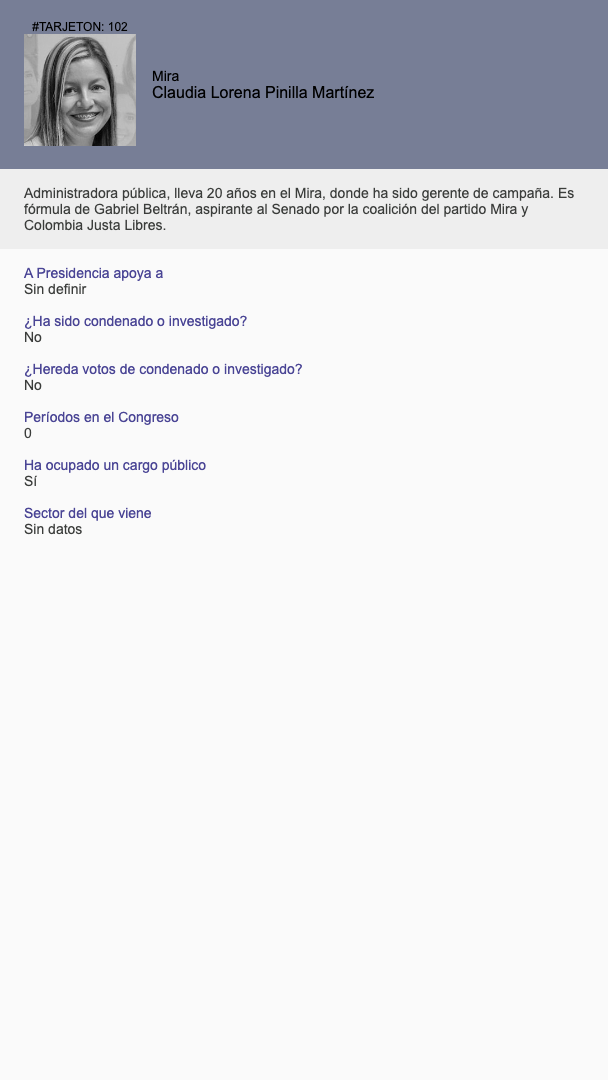 #TARJETON: 102
Mira
Claudia Lorena Pinilla Martínez
Administradora pública, lleva 20 años en el Mira, donde ha sido gerente de campaña. Es
fórmula de Gabriel Beltrán, aspirante al Senado por la coalición del partido Mira y
Colombia Justa Libres.
A Presidencia apoya a
Sin definir
¿Ha sido condenado o investigado?
No
¿Hereda votos de condenado o investigado?
No
Períodos en el Congreso
0
Ha ocupado un cargo público
Sí
Sector del que viene
Sin datos